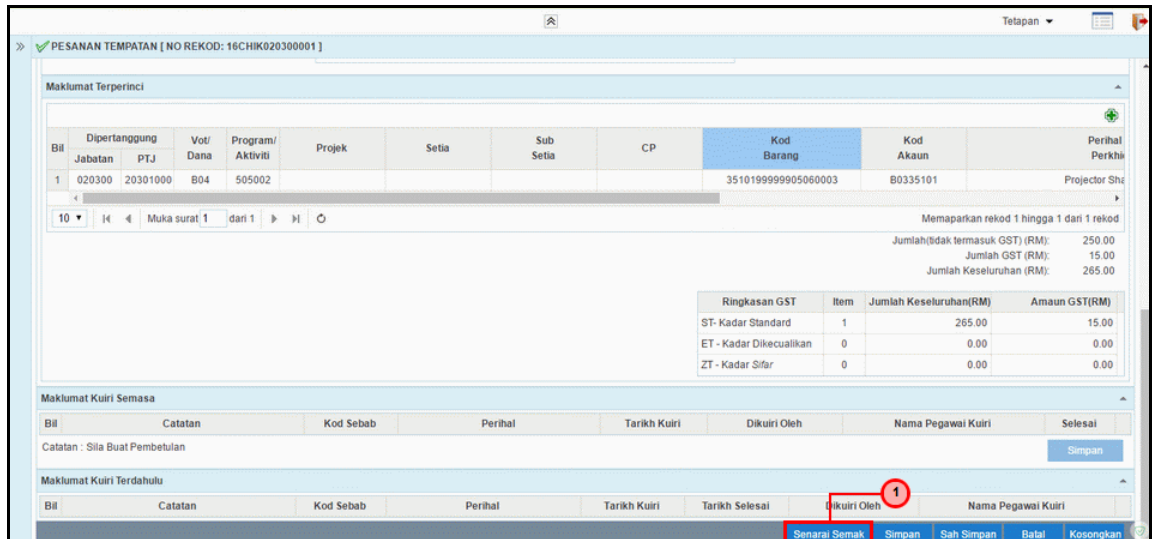 Tetapan
PESANAN TEMPATAN [ NO REKOD: 16CHIK020300001 ]
Maklumat Terperinci
Bil Dipertanggung Jabatan PTJ Vot/ Dana Program/ Aktiviti Projek Setia Sub Setia CP Kod Barang Kod Akaun Perihal
1 020300 20301000 B04 505002 3510199999905060003 B0335101 Projector
10 Muka surat 1 dari 1 Memaparkan rekod 1 hingga 1 dari 1 rekod
Jumlah(tidak termasuk GST) (RM): 250.00
Jumlah GST (RM): 15.00
Jumlah Keseluruhan (RM): 265.00
Ringkasan GST Item Jumlah Keseluruhan(RM) Amaun GST(RM)
ST- Kadar Standard 1 265.00 15.00
ET - Kadar Dikecualikan 0 0.00 0.00
ZT - Kadar Sifar 0 0.00 0.00
Maklumat Kuiri Semasa
Bil Catatan Kod Sebab Perihal Tarikh Kuiri Dikuiri Oleh Nama Pegawai Kuiri Selesai
Catatan : Sila Buat Pembetulan Simpan
Maklumat Kuiri Terdahulu
1
Bil Catatan Kod Sebab Perihal Tarikh Kuiri Tarikh Selesai Dikuiri Oleh Nama Pegawai Kuiri
Senarai Semak Simpan Sah Simpan Batal Kosongkan